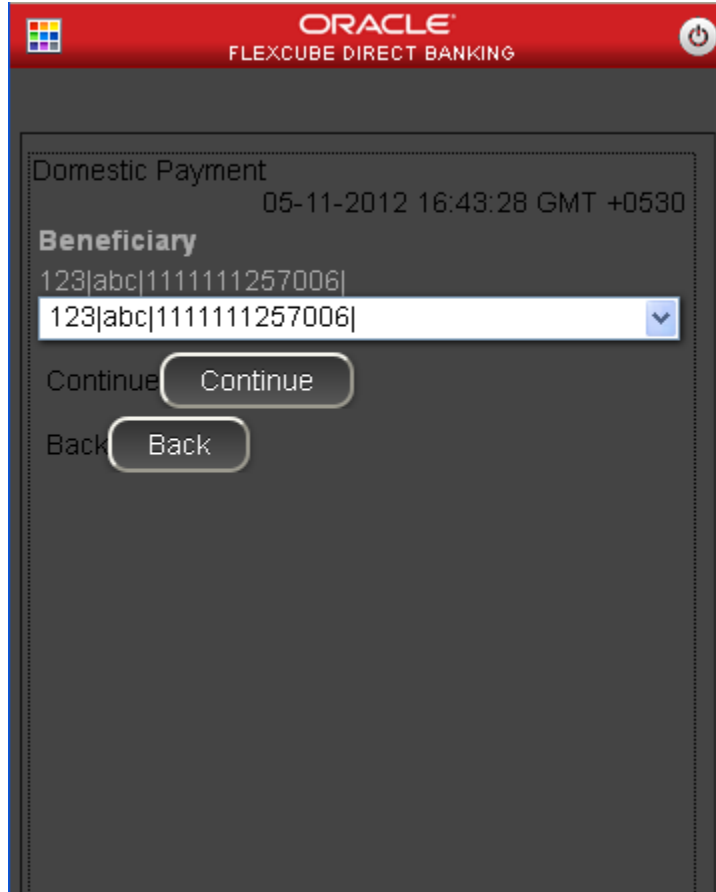 ORACLE
FLEXCUBE DIRECT BANKING
Domestic Payment
05-11-2012 16:43:28 GMT +0530
Beneficiary
123|abc|1111111257006|
123|abc|1111111257006|
Continue Continue
Back Back